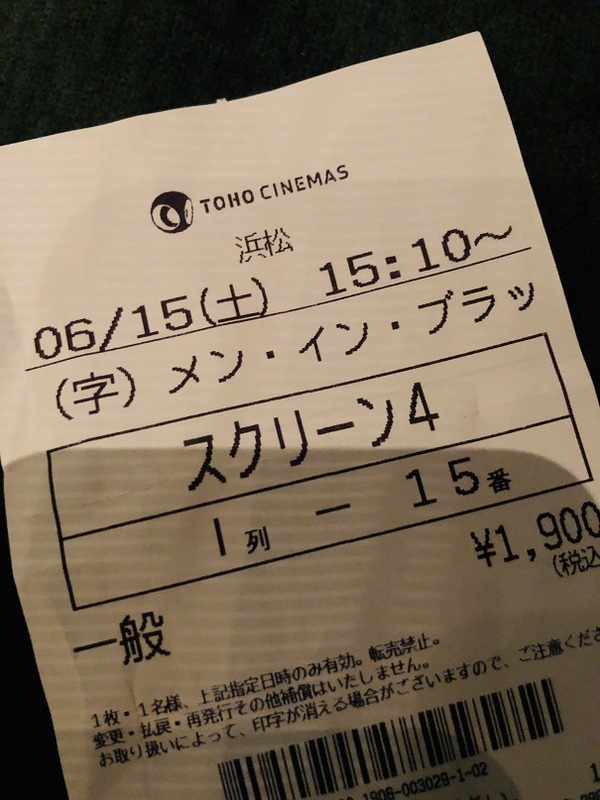 TOHO CINEMAS
浜松
06/15(土) 15:10～
(字) メン・イン・ブラッ
スクリーン4
I列 － 15番
¥1,900
(税込
一般
1枚・1名様、上記指定日時のみ有効。転売禁止。
変更・払戻・再発行その他補償はいたしません。
お取り扱いによって、印字が消える場合がございますので、ご注意くださ
1906-003029-1-02